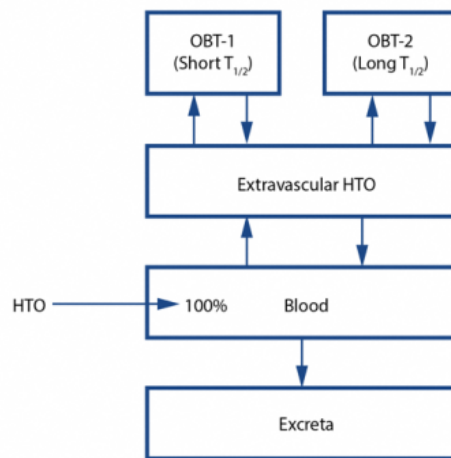 OBT-1
(Short T1/2)
OBT-2
(Long T1/2)
Extravascular HTO
HTO
100%
Blood
Excreta